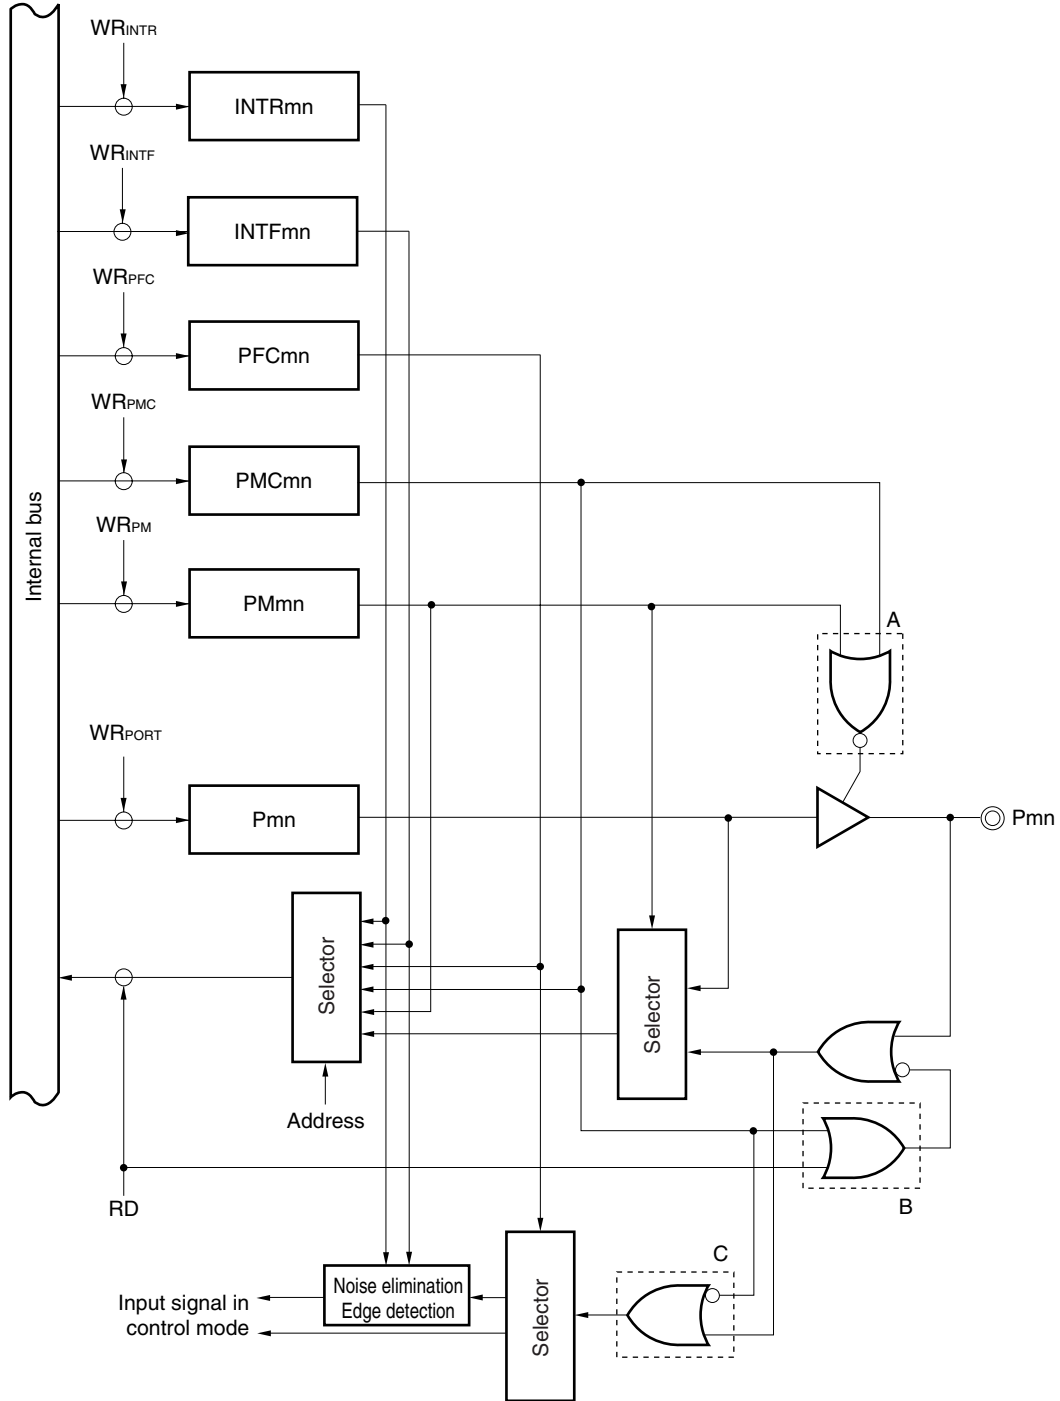 WRINTR
INTRmn
WRINTF
INTFmn
WRPFC
PFCmn
WRPMC
PMCmn
Internal bus
WRPM
PMmn
A
WRPORT
Pmn
Pmn
Selector
Selector
Address
RD
B
C
Noise elimination
Edge detection
Selector
Input signal in
control mode